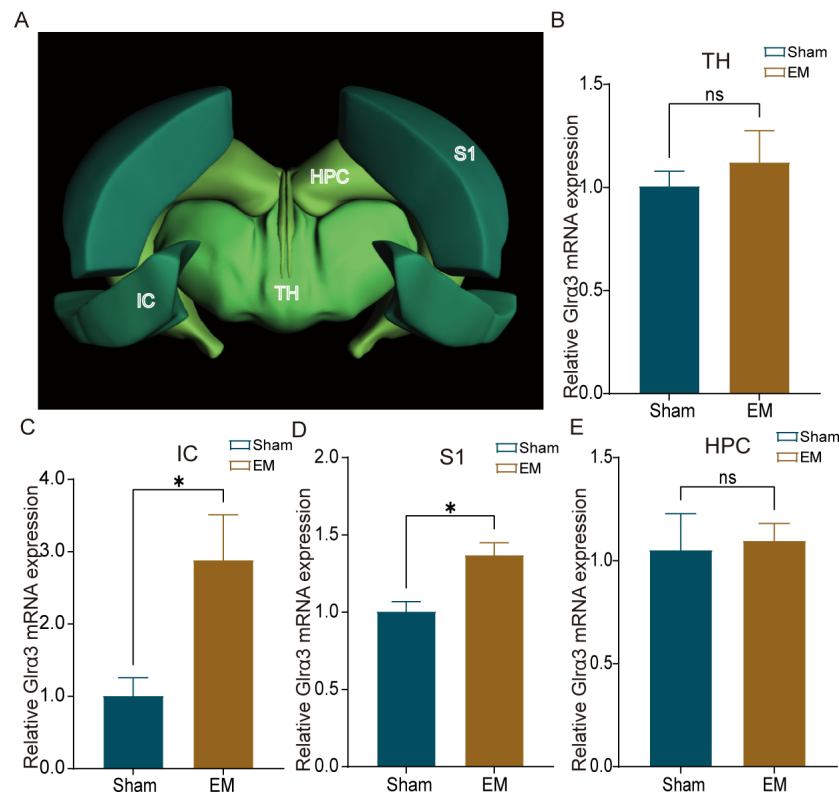 A
S1
HPC
IC
TH
B
TH
Sham
EM
Relative Glrα3 mRNA expression
1.5
1.0
0.5
0.0
ns
Sham
EM
C
IC
Sham
EM
Relative Glrα3 mRNA expression
4.0
3.0
2.0
1.0
0.0
*
Sham
EM
D
S1
Sham
EM
Relative Glrα3 mRNA expression
2.0
1.5
1.0
0.5
0.0
*
Sham
EM
E
HPC
Sham
EM
Relative Glrα3 mRNA expression
1.5
1.0
0.5
0.0
ns
Sham
EM